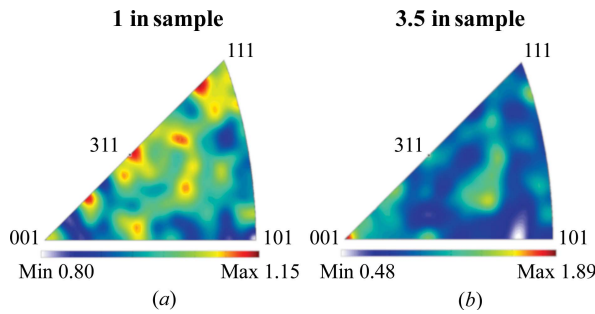 1 in sample
3.5 in sample
111
111
311
311
001
101
001
101
Min 0.80
Max 1.15
Min 0.48
Max 1.89
(a)
(b)